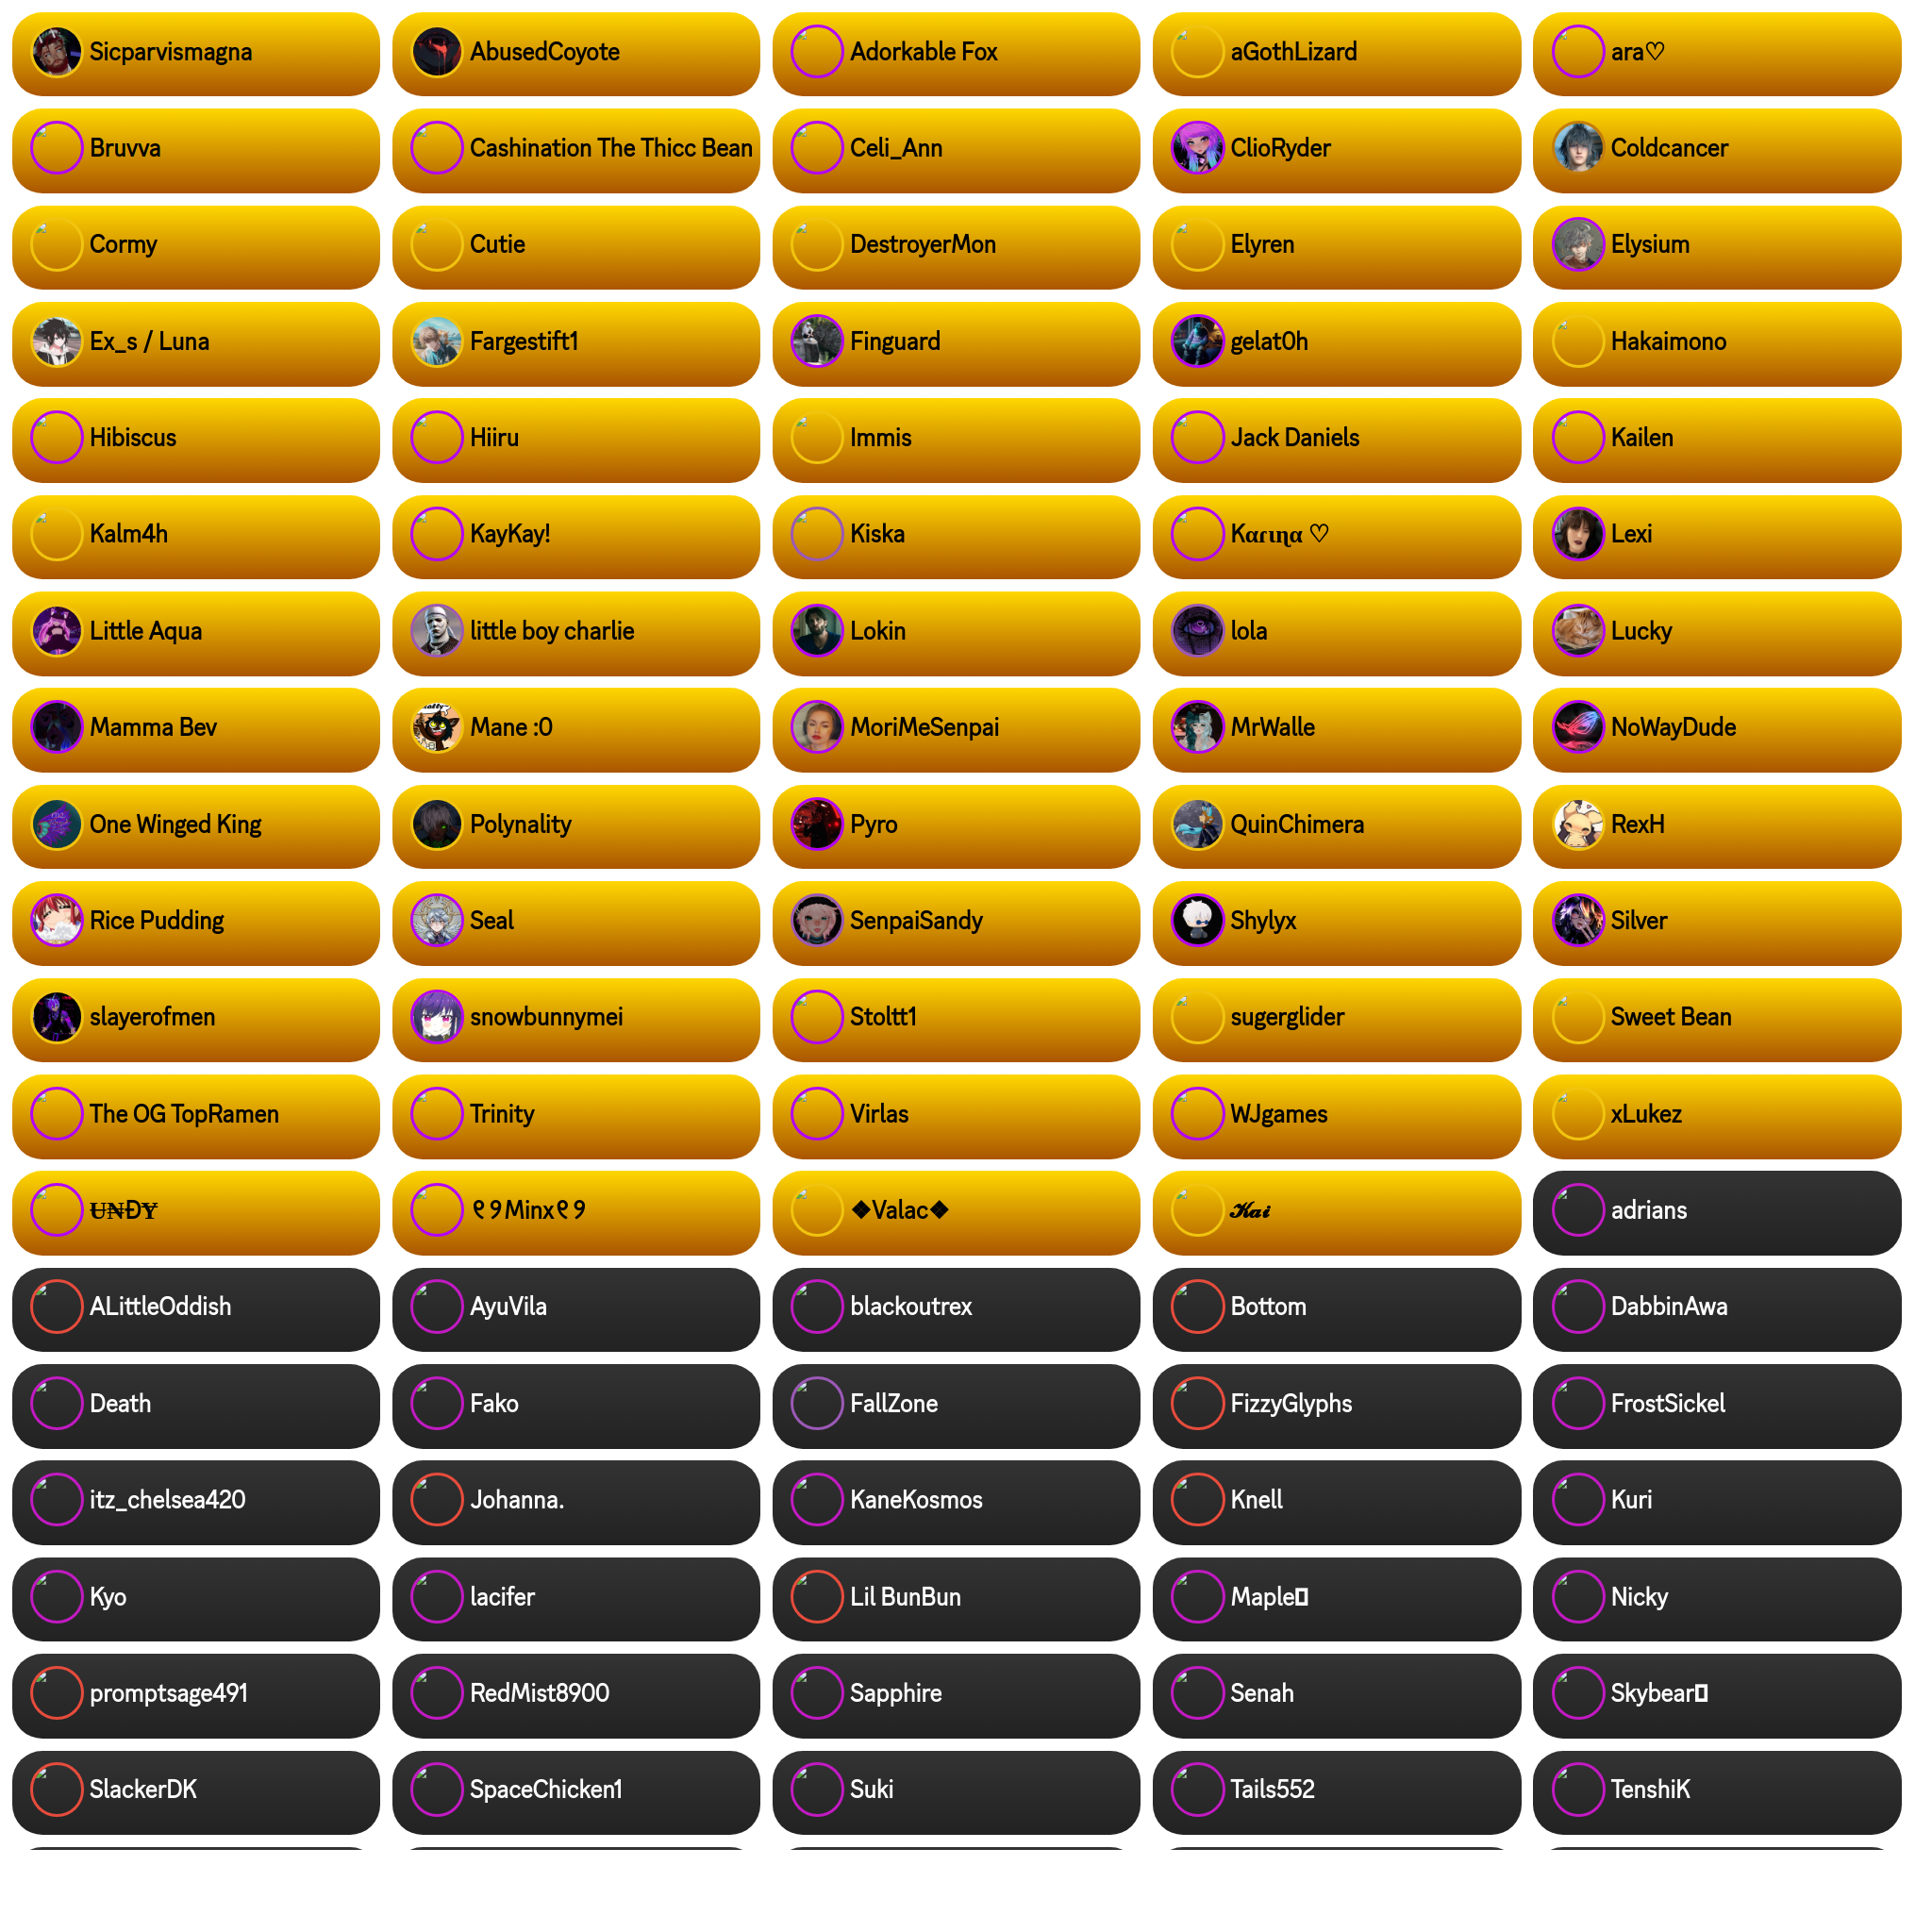 Sicparvismagna
AbusedCoyote
Adorkable Fox
aGothLizard
ara♡
Bruvva
Cashination The Thicc Bean
Celi_Ann
ClioRyder
Coldcancer
Cormy
Cutie
DestroyerMon
Elyren
Elysium
Ex_s / Luna
Fargestift1
Finguard
gelat0h
Hakaimono
Hibiscus
Hiiru
Immis
Jack Daniels
Kailen
Kalm4h
KayKay!
Kiska
Kαɾιɳα ♡
Lexi
Little Aqua
little boy charlie
Lokin
lola
Lucky
Mamma Bev
Mane :0
MoriMeSenpai
MrWalle
NoWayDude
One Winged King
Polynality
Pyro
QuinChimera
RexH
Rice Pudding
Seal
SenpaiSandy
Shylyx
Silver
slayerofmen
snowbunnymei
Stoltt1
sugerglider
Sweet Bean
The OG TopRamen
Trinity
Virlas
WJgames
xLukez
Ʉ₦ĐɎ
୧୨Minx୧୨
❖Valac❖
𝓚𝓪𝓲
adrians
ALittleOddish
AyuVila
blackoutrex
Bottom
DabbinAwa
Death
Fako
FallZone
FizzyGlyphs
FrostSickel
itz_chelsea420
Johanna.
KaneKosmos
Knell
Kuri
Kyo
lacifer
Lil BunBun
Maple
Nicky
promptsage491
RedMist8900
Sapphire
Senah
Skybear
SlackerDK
SpaceChicken1
Suki
Tails552
TenshiK